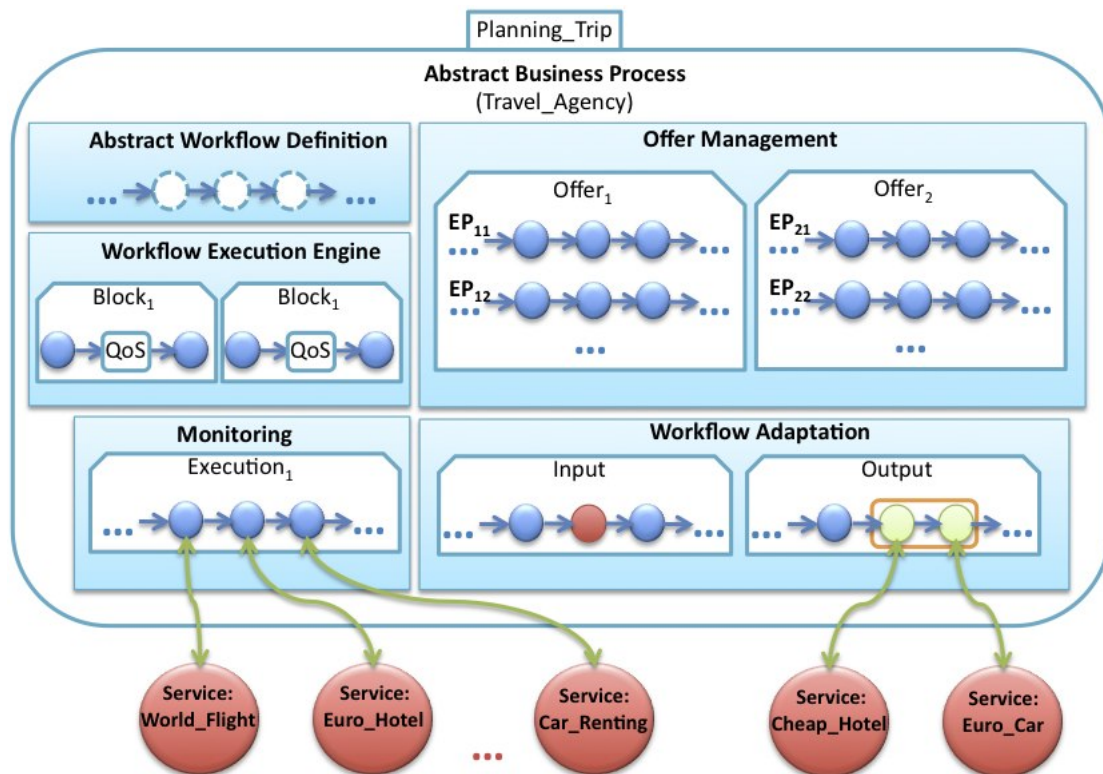 Planning_Trip
Abstract Business Process
(Travel_Agency)
Abstract Workflow Definition
... ...
Workflow Execution Engine
Block1 Block1
QoS QoS
Offer Management
Offer1
EP11
... ...
EP12
... ...
...
Offer2
EP21
... ...
EP22
... ...
...
Monitoring
Execution1
... ...
Workflow Adaptation
Input
... ...
Output
... ...
Service:
World_Flight
Service:
Euro_Hotel
...
Service:
Car_Renting
Service:
Cheap_Hotel
Service:
Euro_Car